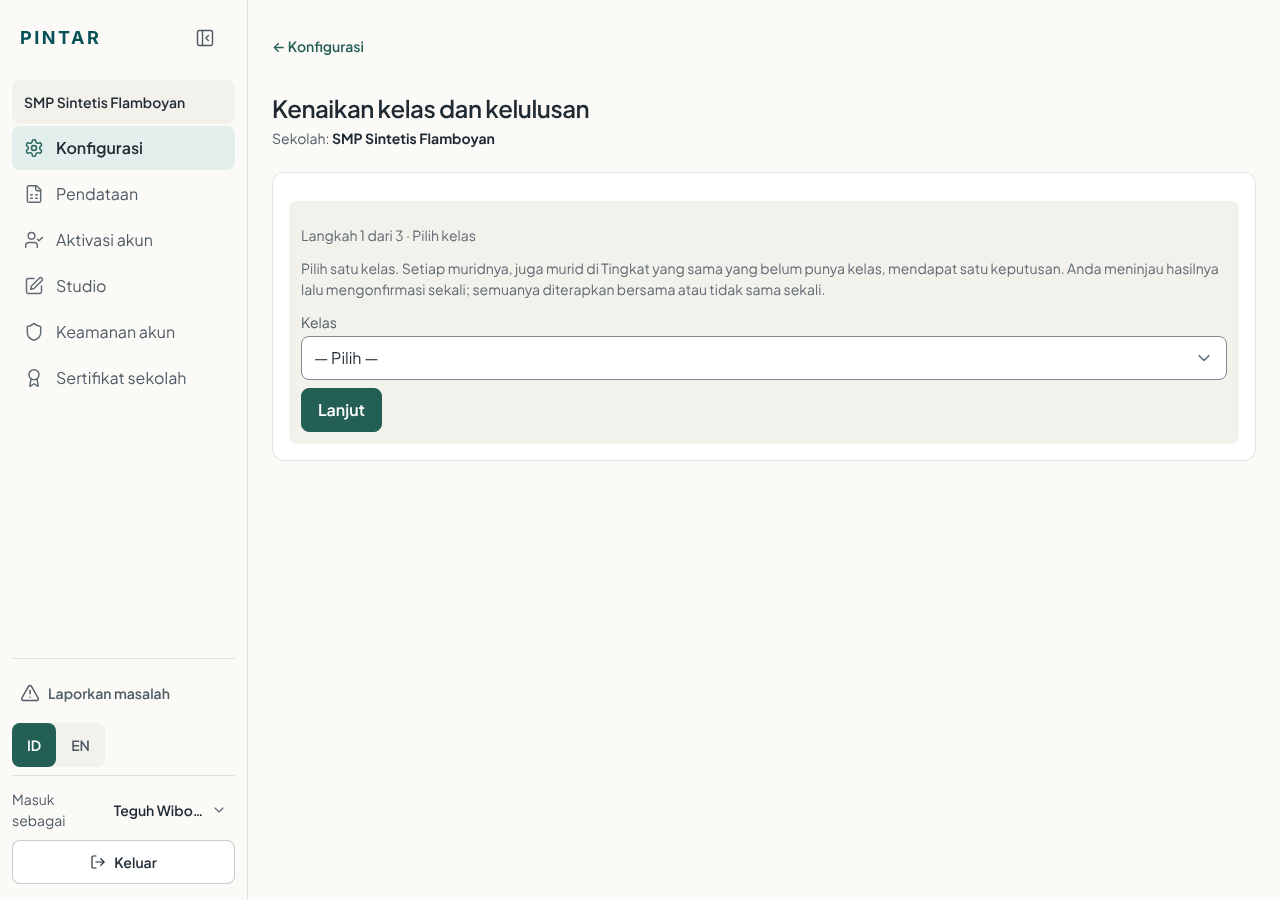 PINTAR
SMP Sintetis Flamboyan
Konfigurasi
Pendataan
Aktivasi akun
Studio
Keamanan akun
Sertifikat sekolah
Laporkan masalah
ID EN
Masuk sebagai
Teguh Wibo...
Keluar
← Konfigurasi
Kenaikan kelas dan kelulusan
Sekolah: SMP Sintetis Flamboyan
Langkah 1 dari 3 · Pilih kelas
Pilih satu kelas. Setiap muridnya, juga murid di Tingkat yang sama yang belum punya kelas, mendapat satu keputusan. Anda meninjau hasilnya
lalu mengonfirmasi sekali; semuanya diterapkan bersama atau tidak sama sekali.
Kelas
— Pilih —
Lanjut